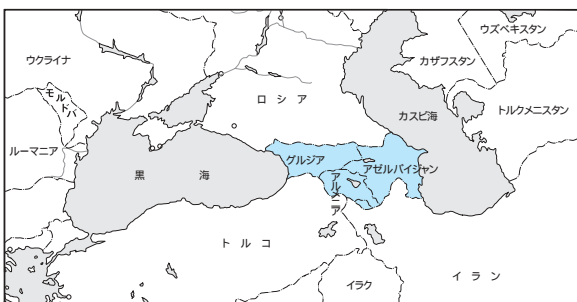 ウズベキスタン
ウクライナ
カザフスタン
モルドバ
ロシア
カスピ海
トルクメニスタン
ルーマニア
グルジア
アゼルバイジャン
黒海
アルメニア
トルコ
イラク
イラン